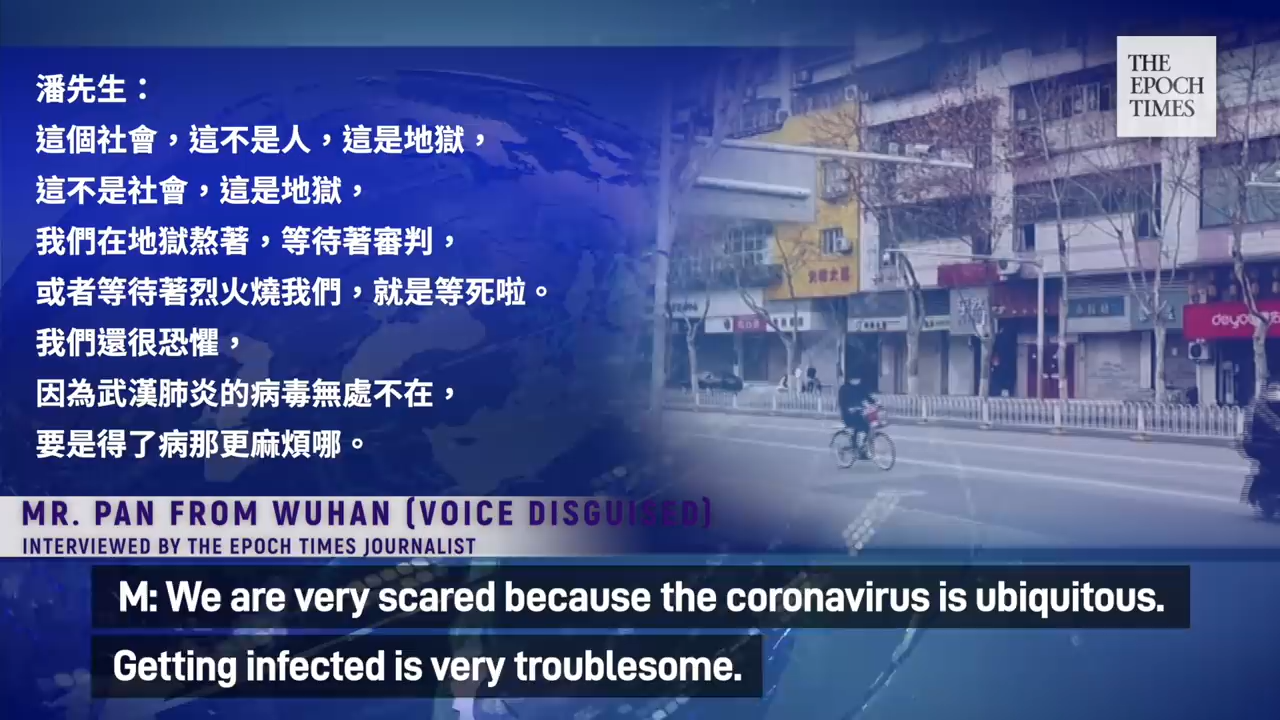 潘先生：
這個社會，這不是人，這是地獄，
這不是社會，這是地獄，
我們在地獄熬著，等待著審判，
或者等待著烈火燒我們，就是等死啦。
我們還很恐懼，
因為武漢肺炎的病毒無處不在，
要是得了病那更麻煩哪。
THE
EPOCH
TIMES
deyo
MR. PAN FROM WUHAN (VOICE DISGUISED)
INTERVIEWED BY THE EPOCH TIMES JOURNALIST
M: We are very scared because the coronavirus is ubiquitous.
Getting infected is very troublesome.